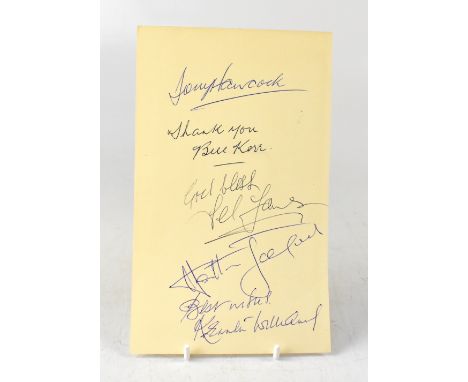 Tony Hancock
Thank you
Bill Kerr
God bless
Sid James
Hattie Jacques
Best wishes
Kenneth Williams